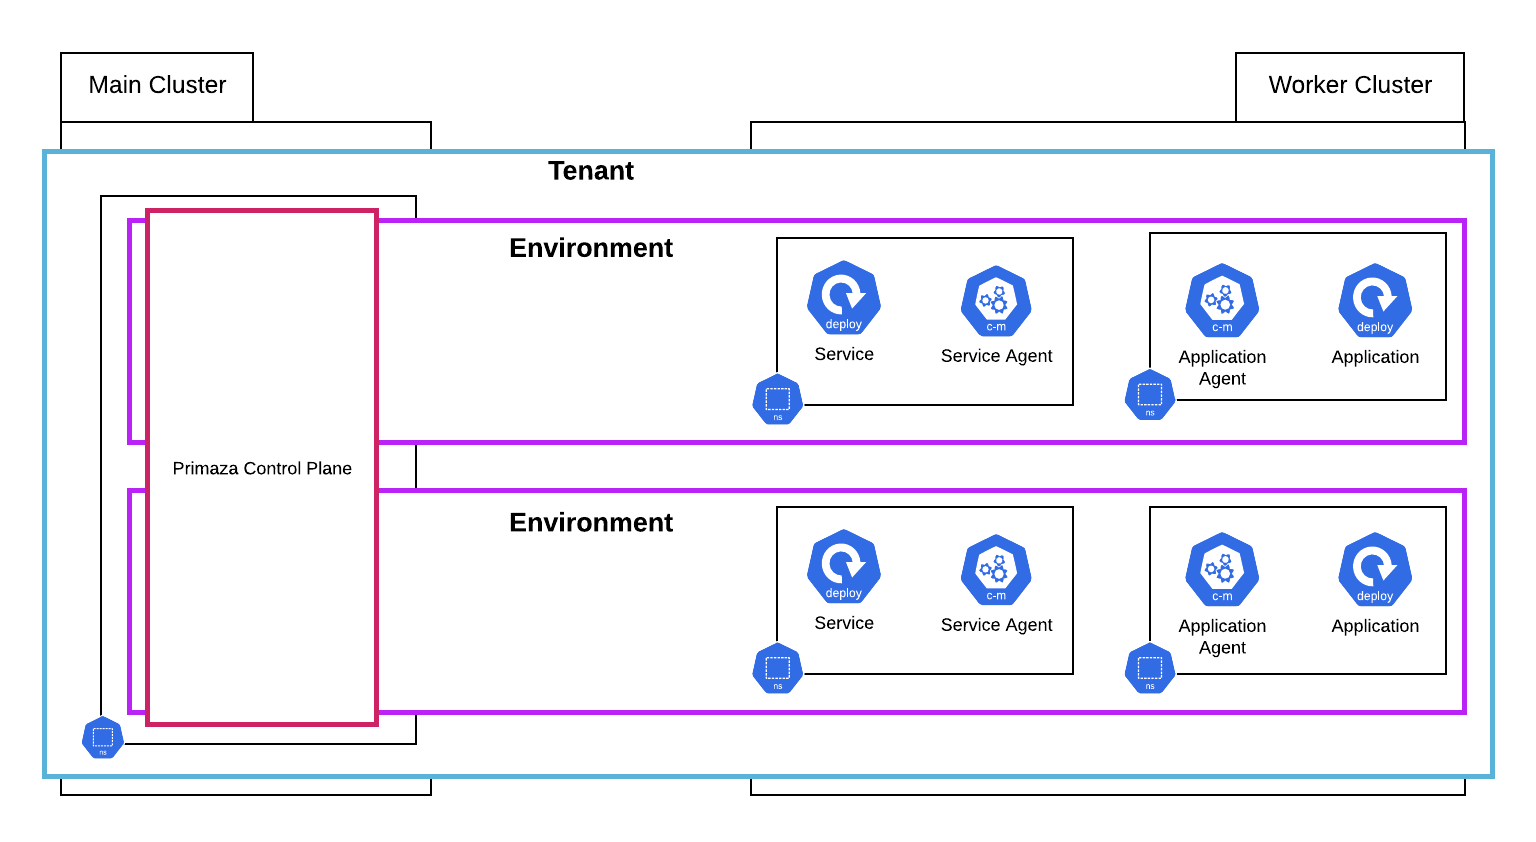 Main Cluster
Worker Cluster
Tenant
Environment
deploy
Service
c-m
Service Agent
ns
c-m
Application
Agent
deploy
Application
ns
Primaza Control Plane
Environment
deploy
Service
c-m
Service Agent
ns
c-m
Application
Agent
deploy
Application
ns
ns